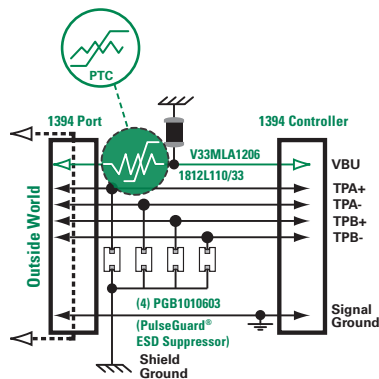 PTC
1394 Port
1394 Controller
V33MLA1206
1812L110/33
VBU
TPA+
TPA-
TPB+
TPB-
Outside World
(4) PGB1010603
(PulseGuard®
ESD Suppressor)
Signal
Ground
Shield
Ground